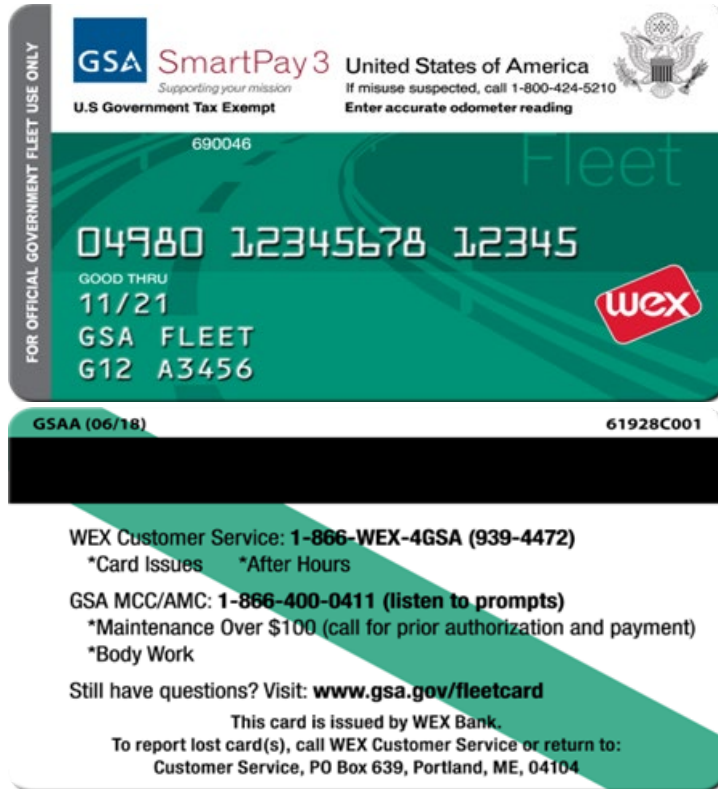 FOR OFFICIAL GOVERNMENT FLEET USE ONLY
GSA SmartPay 3
Supporting your mission
U.S Government Tax Exempt
United States of America
If misuse suspected, call 1-800-424-5210
Enter accurate odometer reading
690046
Fleet
04980 12345678 12345
GOOD THRU
11/21
GSA FLEET
G12 A3456
wex
GSAA (06/18) 61928C001
WEX Customer Service: 1-866-WEX-4GSA (939-4472)
*Card Issues *After Hours
GSA MCC/AMC: 1-866-400-0411 (listen to prompts)
*Maintenance Over $100 (call for prior authorization and payment)
*Body Work
Still have questions? Visit: www.gsa.gov/fleetcard
This card is issued by WEX Bank.
To report lost card(s), call WEX Customer Service or return to:
Customer Service, PO Box 639, Portland, ME, 04104